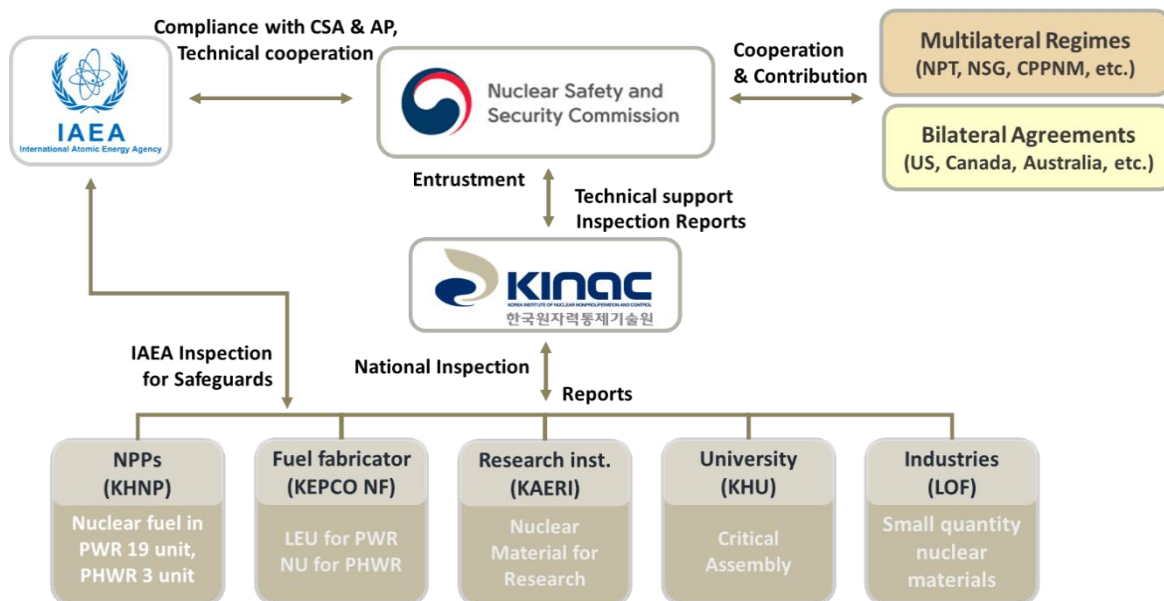 Compliance with CSA & AP,
Technical cooperation
IAEA
International Atomic Energy Agency
Nuclear Safety and
Security Commission
Cooperation
& Contribution
Multilateral Regimes
(NPT, NSG, CPPNM, etc.)
Bilateral Agreements
(US, Canada, Australia, etc.)
Entrustment
Technical support
Inspection Reports
KINAC
KOREA INSTITUTE OF NUCLEAR NONPROLIFERATION AND CONTROL
한국원자력통제기술원
IAEA Inspection
for Safeguards
National Inspection
Reports
NPPs
(KHNP)
Nuclear fuel in
PWR 19 unit,
PHWR 3 unit
Fuel fabricator
(KEPCO NF)
LEU for PWR
NU for PHWR
Research inst.
(KAERI)
Nuclear
Material for
Research
University
(KHU)
Critical
Assembly
Industries
(LOF)
Small quantity
nuclear
materials